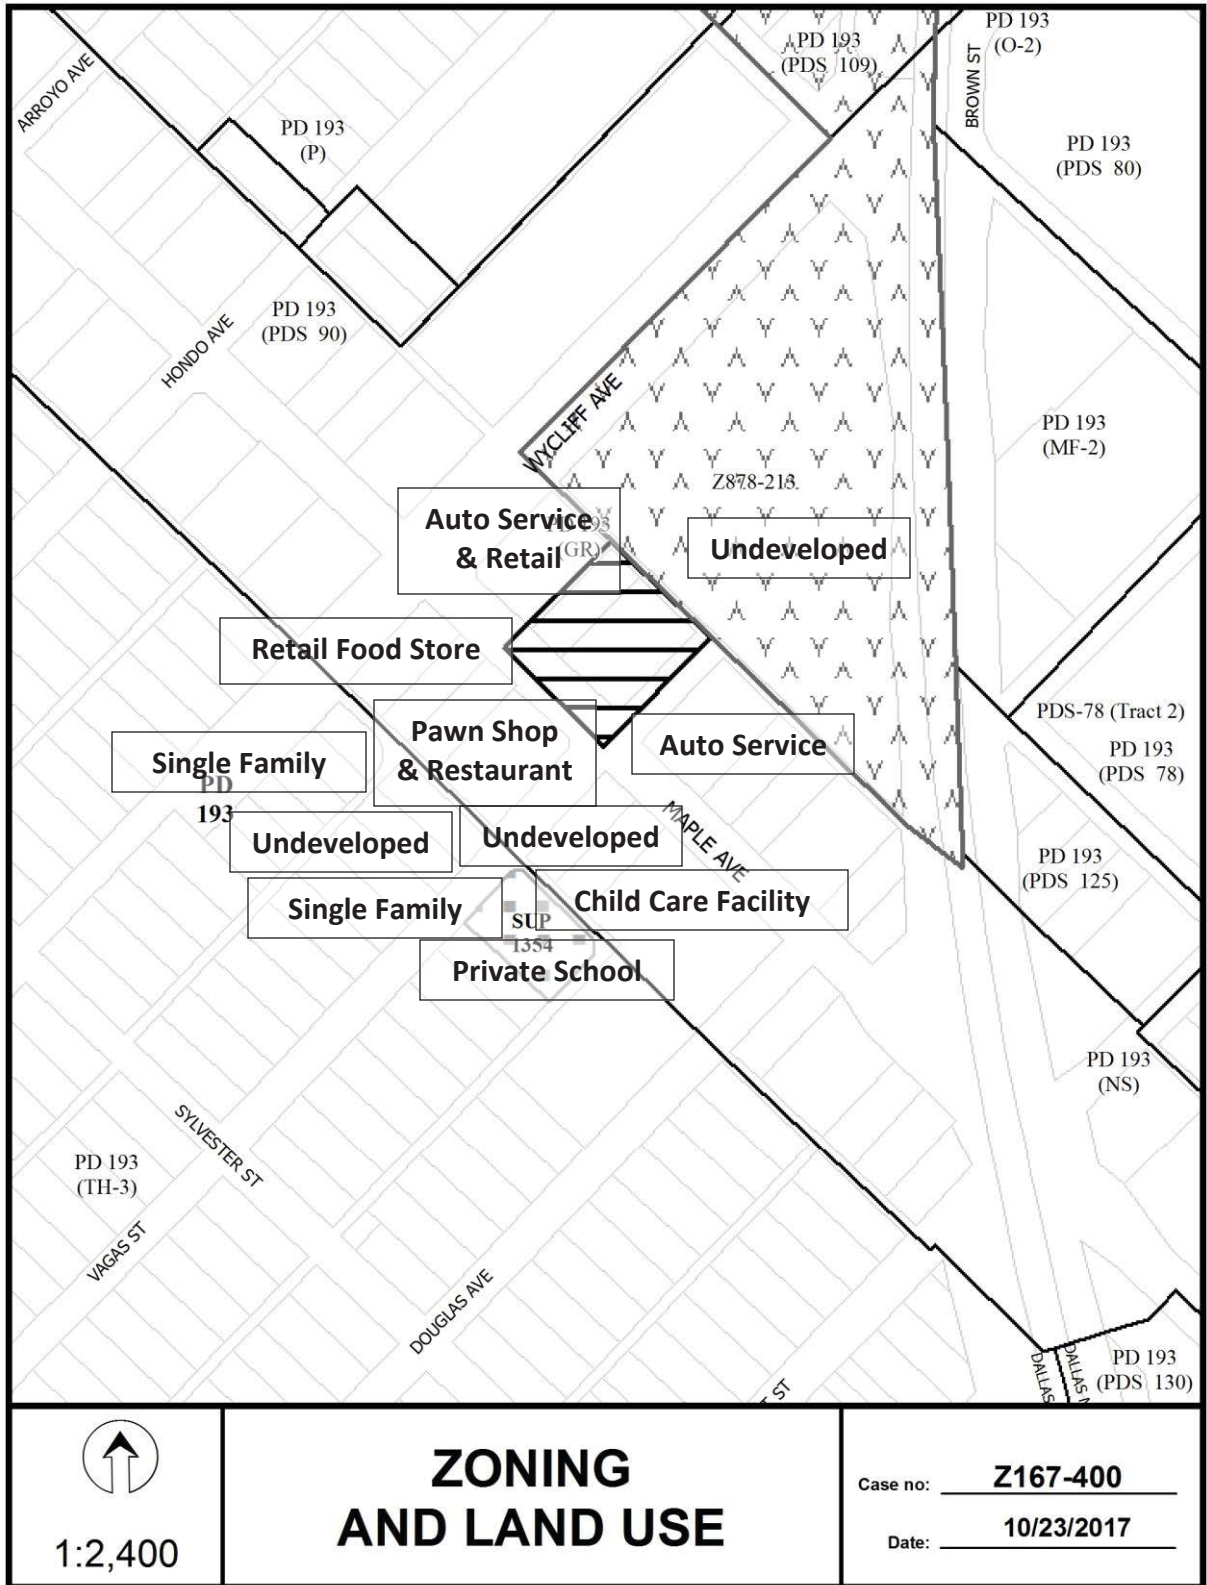 PD 193
(O-2)
PD 193
(PDS 109)
BROWN ST
ARROYO AVE
PD 193
(P)
PD 193
(PDS 80)
PD 193
(PDS 90)
HONDO AVE
WYCLIFF AVE
PD 193
(MF-2)
Z878-213
Auto Service
& Retail
PD 193
(GR)
Undeveloped
Retail Food Store
PDS-78 (Tract 2)
PD 193
(PDS 78)
Pawn Shop
& Restaurant
Auto Service
Single Family
PD
193
Undeveloped
Undeveloped
MAPLE AVE
PD 193
(PDS 125)
Single Family
Child Care Facility
SUP
1354
Private School
PD 193
(NS)
SYLVESTER ST
PD 193
(TH-3)
VAGAS ST
DOUGLAS AVE
PD 193
(PDS 130)
DALLAS
DALLAS
ST
1:2,400
ZONING
AND LAND USE
Case no: Z167-400
Date: 10/23/2017